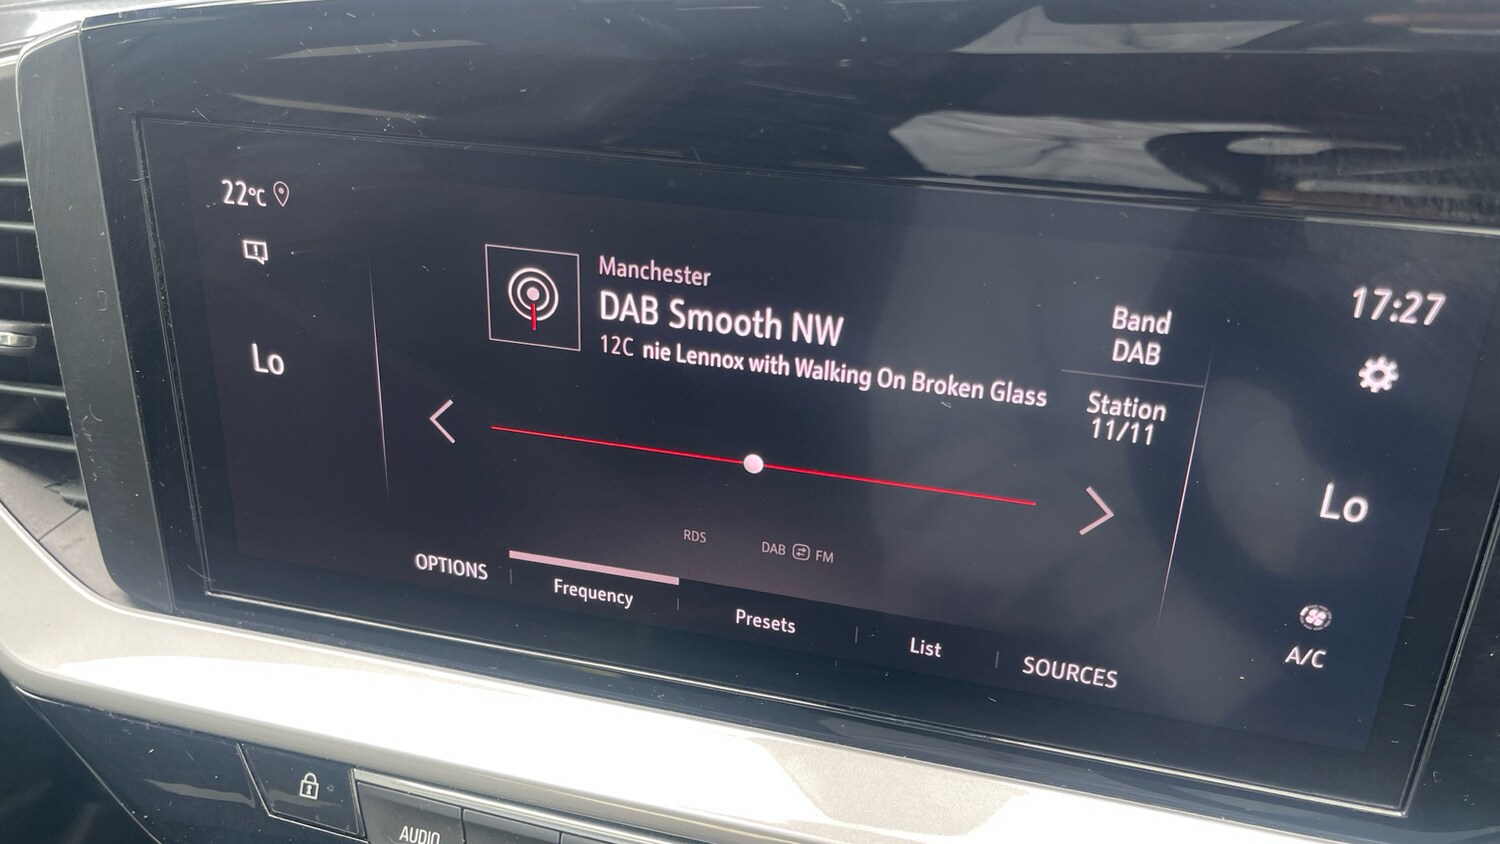 22°C
Lo
Manchester
DAB Smooth NW
12C nie Lennox with Walking On Broken Glass
Band
DAB
Station
11/11
17:27
Lo
A/C
RDS
DAB FM
OPTIONS
Frequency
Presets
List
SOURCES
AUDIO